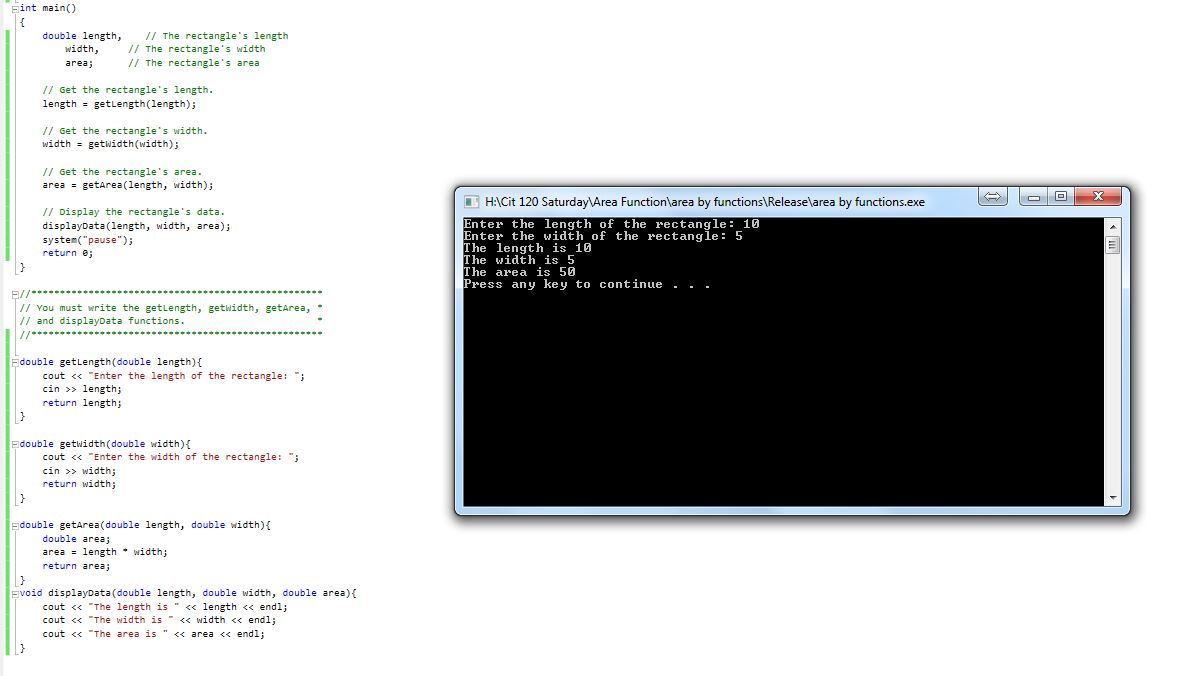 int main()
{
double length,    // The rectangle's length
width,     // The rectangle's width
area;      // The rectangle's area
// Get the rectangle's length.
length = getLength(length);
// Get the rectangle's width.
width = getWidth(width);
// Get the rectangle's area.
area = getArea(length, width);
// Display the rectangle's data.
displayData(length, width, area);
system("pause");
return 0;
}
//***************************************************
// You must write the getLength, getWidth, getArea, *
// and displayData functions.                       *
//***************************************************
double getLength(double length){
cout << "Enter the length of the rectangle: ";
cin >> length;
return length;
}
double getWidth(double width){
cout << "Enter the width of the rectangle: ";
cin >> width;
return width;
}
double getArea(double length, double width){
double area;
area = length * width;
return area;
}
void displayData(double length, double width, double area){
cout << "The length is " << length << endl;
cout << "The width is " << width << endl;
cout << "The area is " << area << endl;
}
H:\Cit 120 Saturday\Area Function\area by functions\Release\area by functions.exe
Enter the length of the rectangle: 10
Enter the width of the rectangle: 5
The length is 10
The width is 5
The area is 50
Press any key to continue . . .